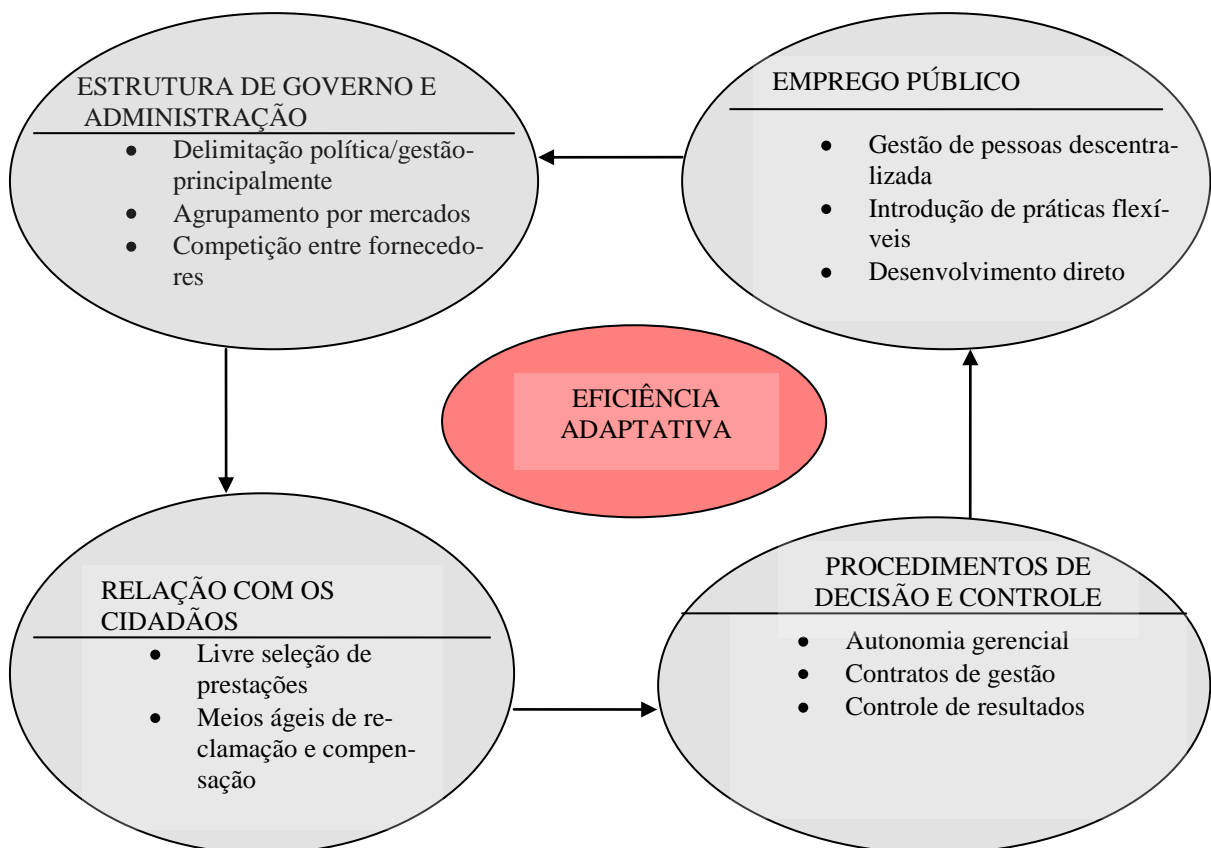 ESTRUTURA DE GOVERNO E
ADMINISTRAÇÃO
• Delimitação política/gestão-
principalmente
• Agrupamento por mercados
• Competição entre fornecedo-
res
EMPREGO PÚBLICO
• Gestão de pessoas descentra-
lizada
• Introdução de práticas flexí-
veis
• Desenvolvimento direto
EFICIÊNCIA
ADAPTATIVA
RELAÇÃO COM OS
CIDADÃOS
• Livre seleção de
prestações
• Meios ágeis de re-
clamação e compen-
sação
PROCEDIMENTOS DE
DECISÃO E CONTROLE
• Autonomia gerencial
• Contratos de gestão
• Controle de resultados